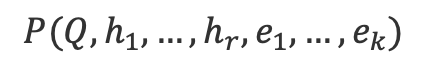 P(Q, h₁, …, hᵣ, e₁, …, eₖ)